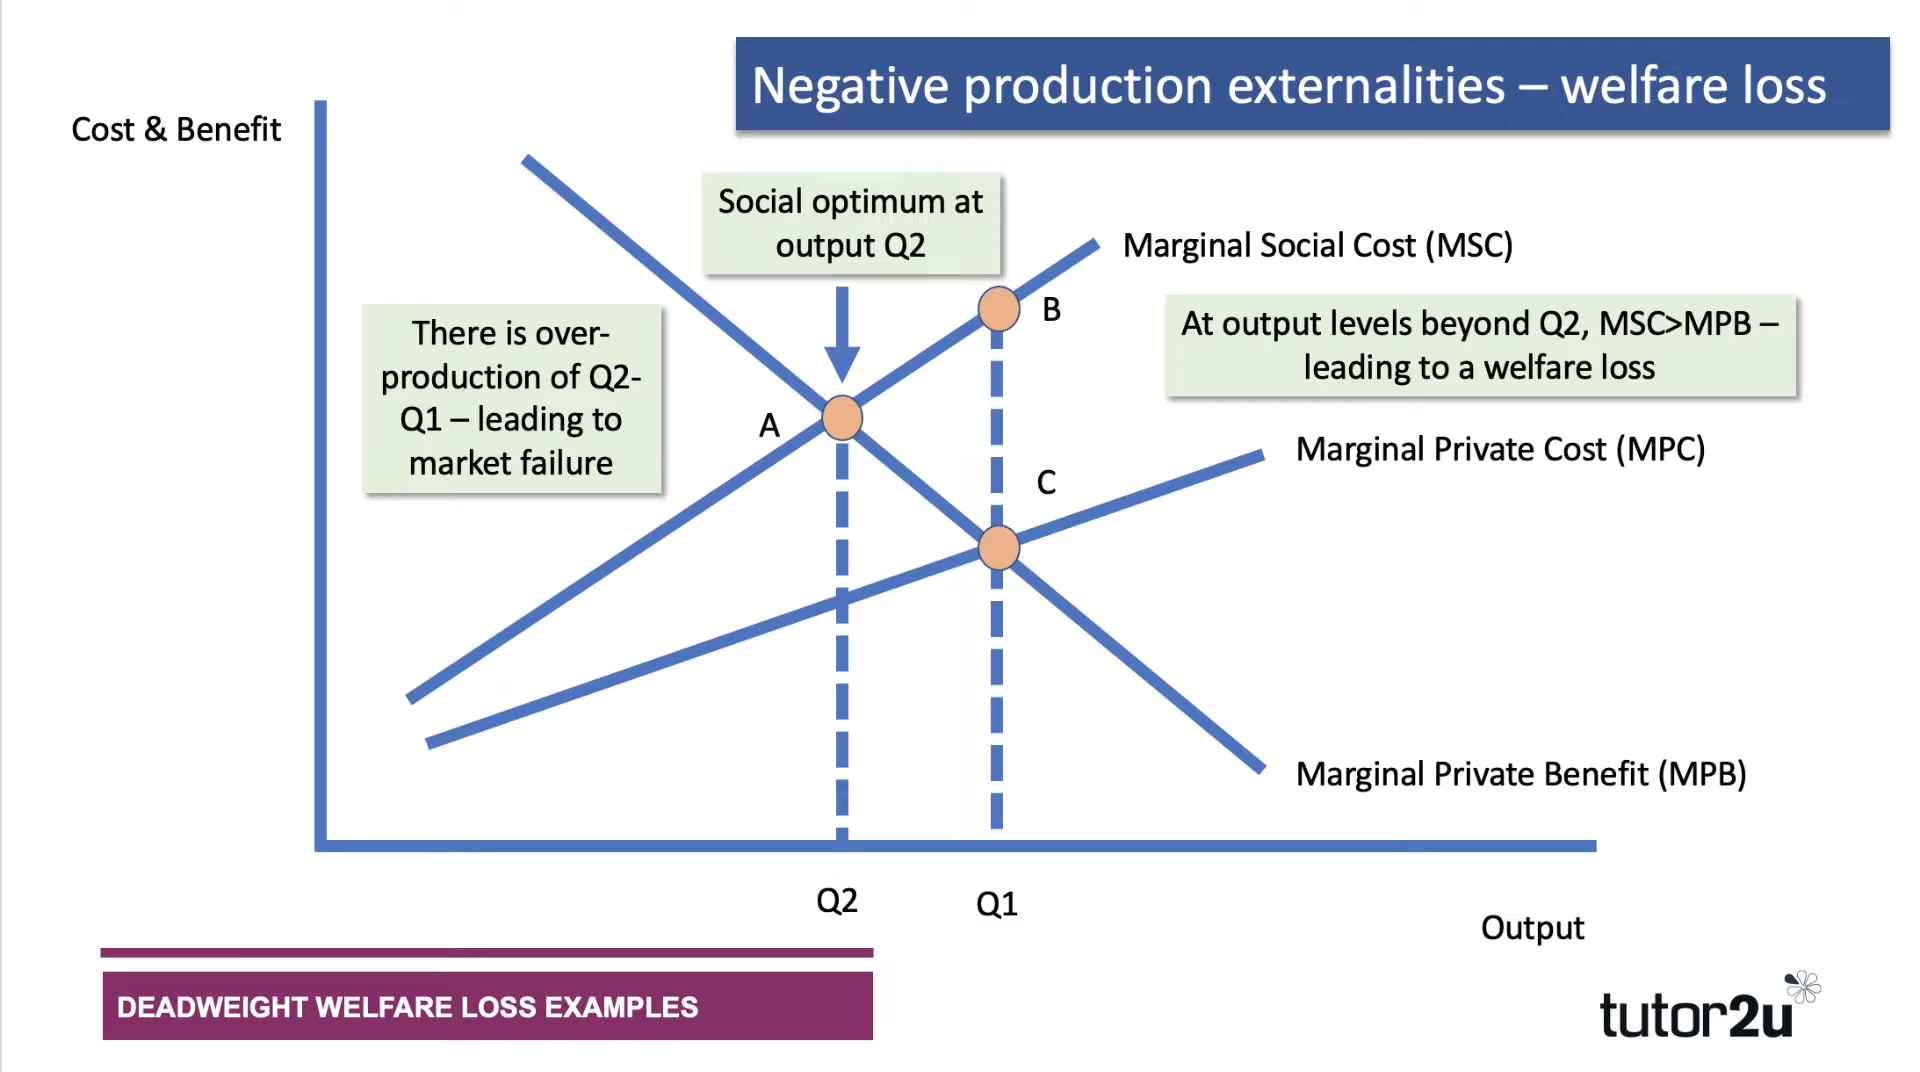 Negative production externalities – welfare loss
Cost & Benefit
Social optimum at
output Q2
Marginal Social Cost (MSC)
B
There is over-
production of Q2-
Q1 – leading to
market failure
At output levels beyond Q2, MSC>MPB –
leading to a welfare loss
A
Marginal Private Cost (MPC)
C
Marginal Private Benefit (MPB)
Q2
Q1
Output
DEADWEIGHT WELFARE LOSS EXAMPLES
tutor2u